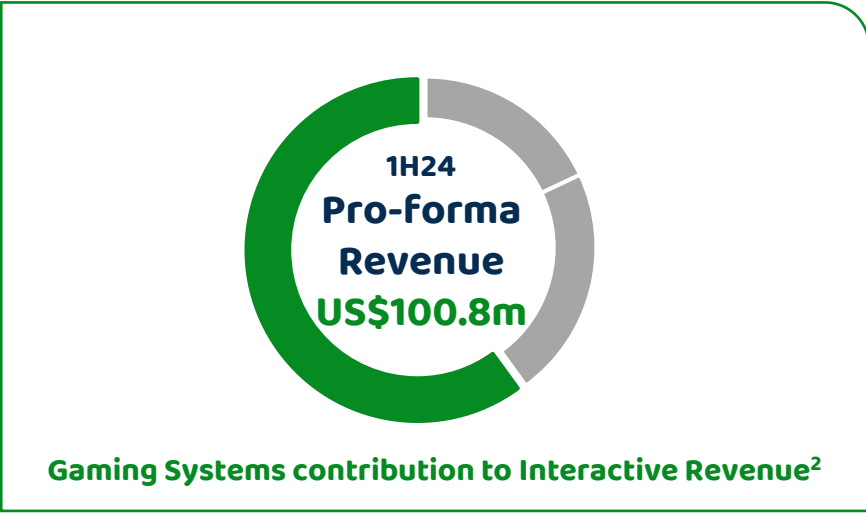 1H24
Pro-forma
Revenue
US$100.8m
Gaming Systems contribution to Interactive Revenue²